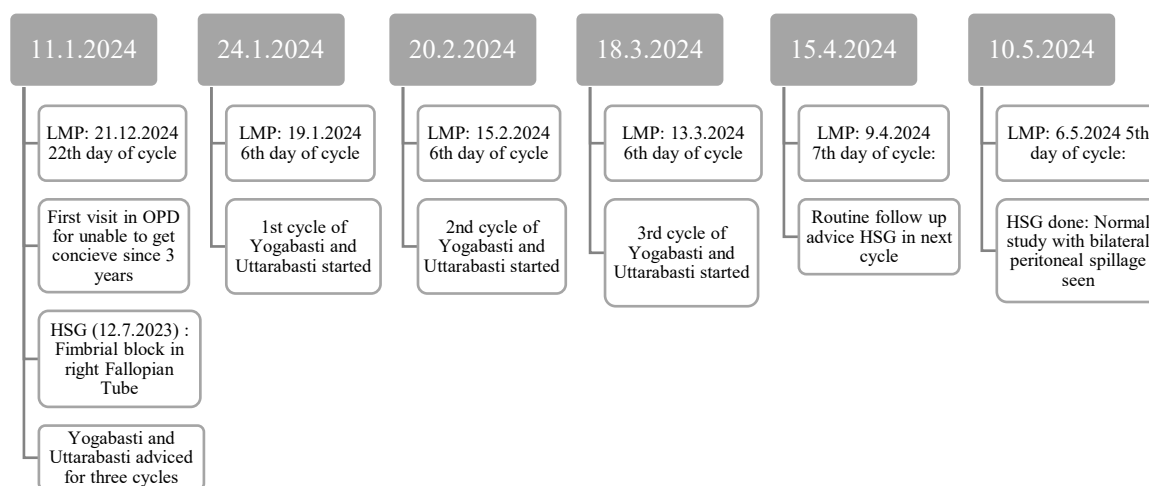 11.1.2024
LMP: 21.12.2024
22th day of cycle
First visit in OPD
for unable to get
concieve since 3
years
HSG (12.7.2023) :
Fimbrial block in
right Fallopian
Tube
Yogabasti and
Uttarabasti adviced
for three cycles
24.1.2024
LMP: 19.1.2024
6th day of cycle
1st cycle of
Yogabasti and
Uttarabasti started
20.2.2024
LMP: 15.2.2024
6th day of cycle
2nd cycle of
Yogabasti and
Uttarabasti started
18.3.2024
LMP: 13.3.2024
6th day of cycle
3rd cycle of
Yogabasti and
Uttarabasti started
15.4.2024
LMP: 9.4.2024
7th day of cycle:
Routine follow up
advice HSG in next
cycle
10.5.2024
LMP: 6.5.2024 5th
day of cycle:
HSG done: Normal
study with bilateral
peritoneal spillage
seen